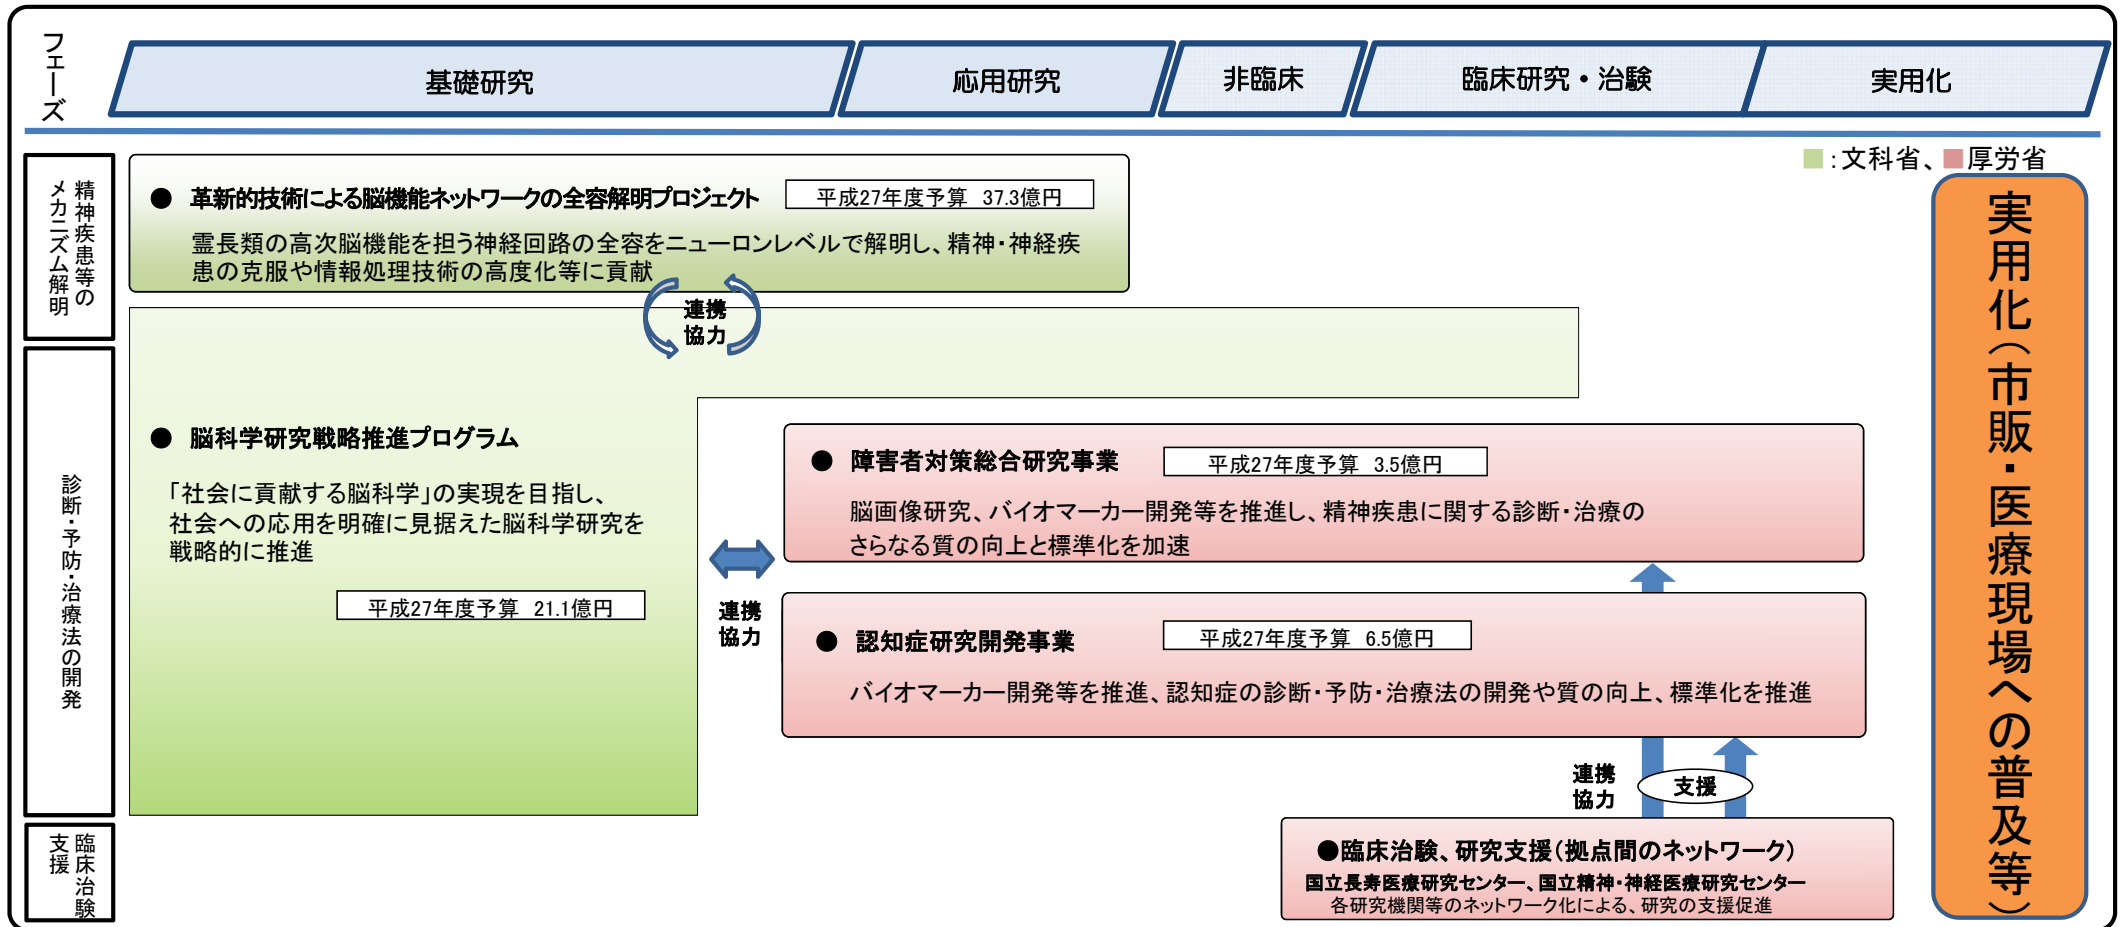 フェーズ
基礎研究
応用研究
非臨床
臨床研究・治験
実用化
■:文科省、■厚労省
精神疾患等の
メカニズム解明
● 革新的技術による脳機能ネットワークの全容解明プロジェクト
平成27年度予算 37.3億円
霊長類の高次脳機能を担う神経回路の全容をニューロンレベルで解明し、精神・神経疾
患の克服や情報処理技術の高度化等に貢献
連携
協力
診断・予防・治療法の開発
● 脳科学研究戦略推進プログラム
「社会に貢献する脳科学」の実現を目指し、
社会への応用を明確に見据えた脳科学研究を
戦略的に推進
平成27年度予算 21.1億円
連携
協力
● 障害者対策総合研究事業
平成27年度予算 3.5億円
脳画像研究、バイオマーカー開発等を推進し、精神疾患に関する診断・治療の
さらなる質の向上と標準化を加速
● 認知症研究開発事業
平成27年度予算 6.5億円
バイオマーカー開発等を推進、認知症の診断・予防・治療法の開発や質の向上、標準化を推進
連携
協力
支援
臨床治験
支援
●臨床治験、研究支援(拠点間のネットワーク)
国立長寿医療研究センター、国立精神・神経医療研究センター
各研究機関等のネットワーク化による、研究の支援促進
実用化(市販・医療現場への普及等)